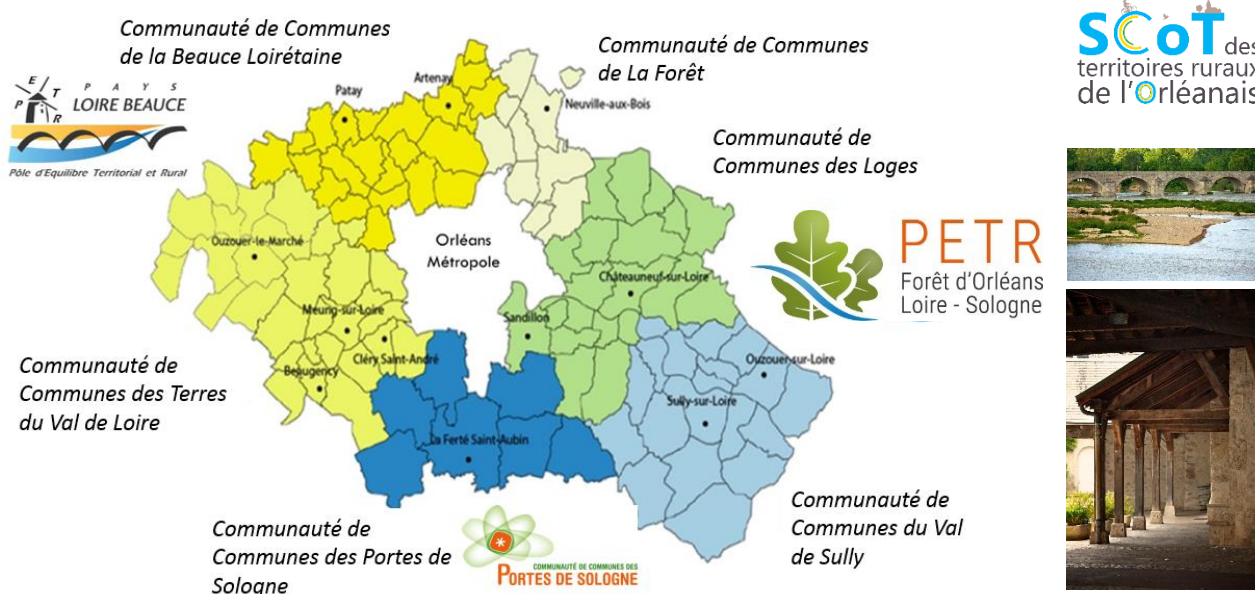 Communauté de Communes
de la Beauce Loirétaine
Communauté de Communes
de La Forêt
SCoT des
territoires ruraux
de l'Orléanais
P E T R
P A Y S
LOIRE BEAUCE
Pôle d'Equilibre Territorial et Rural
Patay
Artenay
Neuville-aux-Bois
Communauté de
Communes des Loges
Ouzouer-le-Marché
Orléans
Métropole
PETR
Forêt d'Orléans
Loire - Sologne
Châteauneuf-sur-Loire
Meung-sur-Loire
Sandillon
Cléry Saint-André
Beaugency
Ouzouer-sur-Loire
Sully-sur-Loire
Communauté de
Communes des Terres
du Val de Loire
La Ferté Saint-Aubin
Communauté de
Communes du Val
de Sully
Communauté de
Communes des Portes de
Sologne
COMMUNAUTÉ DE COMMUNES DES
PORTES DE SOLOGNE